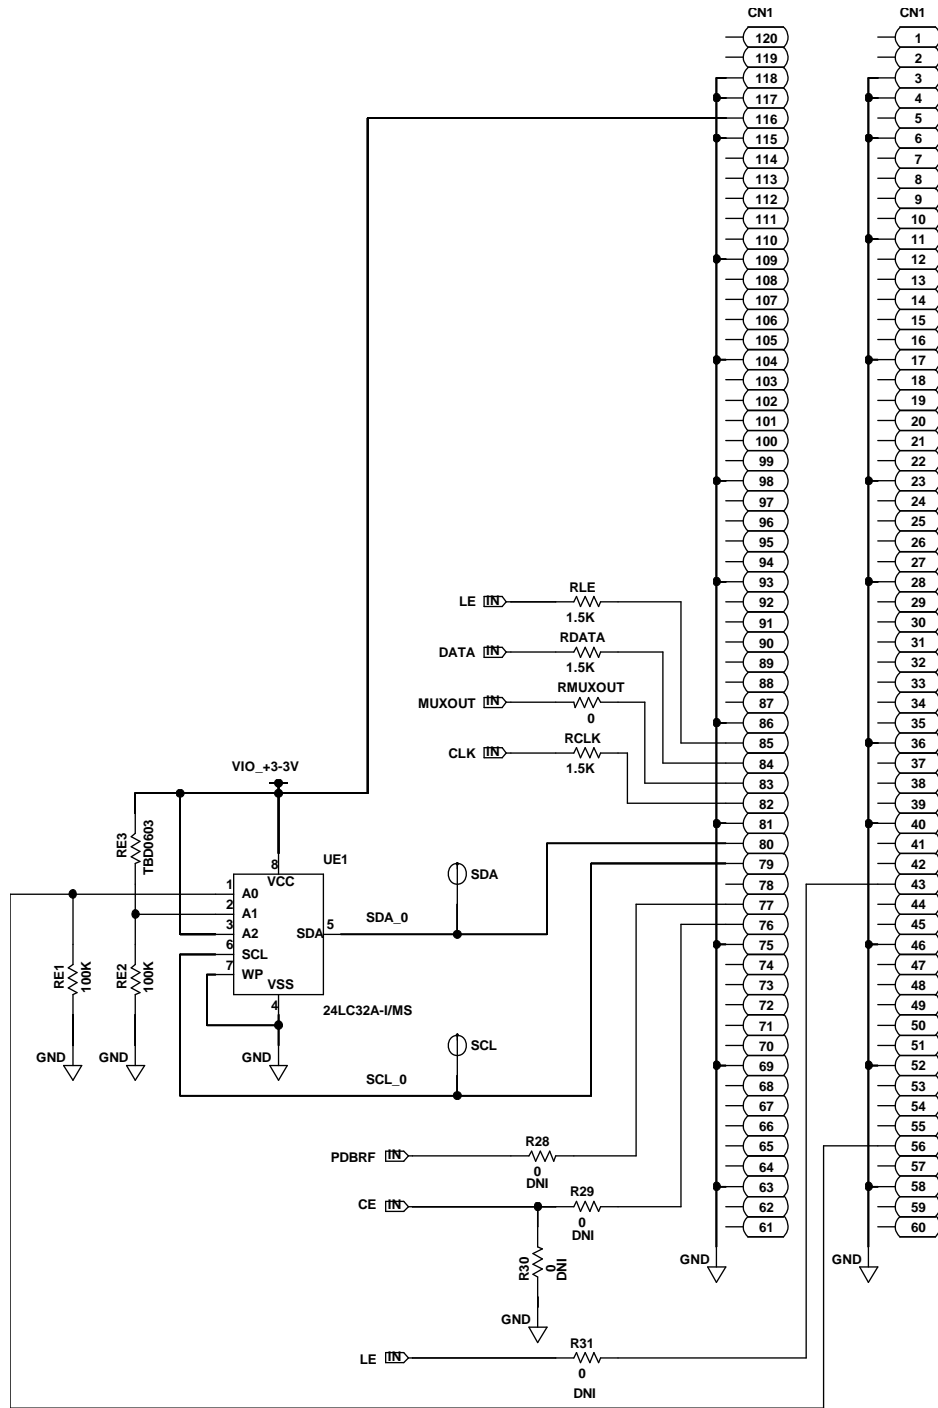 CN1 CN1
120 1
119 2
118 3
117 4
116 5
115 6
114 7
113 8
112 9
111 10
110 11
109 12
108 13
107 14
106 15
105 16
104 17
103 18
102 19
101 20
100 21
99 22
98 23
97 24
96 25
95 26
94 27
93 28
RLE
LE IN 92 29
1.5K 91 30
RDATA 90 31
DATA IN 89 32
1.5K 88 33
RMUXOUT
MUXOUT IN 87 34
0 86 35
RCLK 85 36
CLK IN
1.5K 84 37
VIO_+3-3V 83 38
82 39
81 40
RE3 TBD0603
80 41
UE1 79 42
8 VCC
SDA
1 A0 78 43
2 A1 77 44
SDA_0 76 45
3 A2 SDA 5
6 SCL 75 46
7 WP 74 47
RE1 100K RE2 100K
VSS 73 48
4 24LC32A-I/MS 72 49
71 50
SCL
GND GND 70 51
69 52
SCL_0 68 53
67 54
66 55
R28 65 56
PDBRF IN
0 64 57
DNI
R29 63 58
CE IN 62 59
0 61 60
DNI
R30 0 DNI
GND GND
GND
R31
LE IN
0
DNI